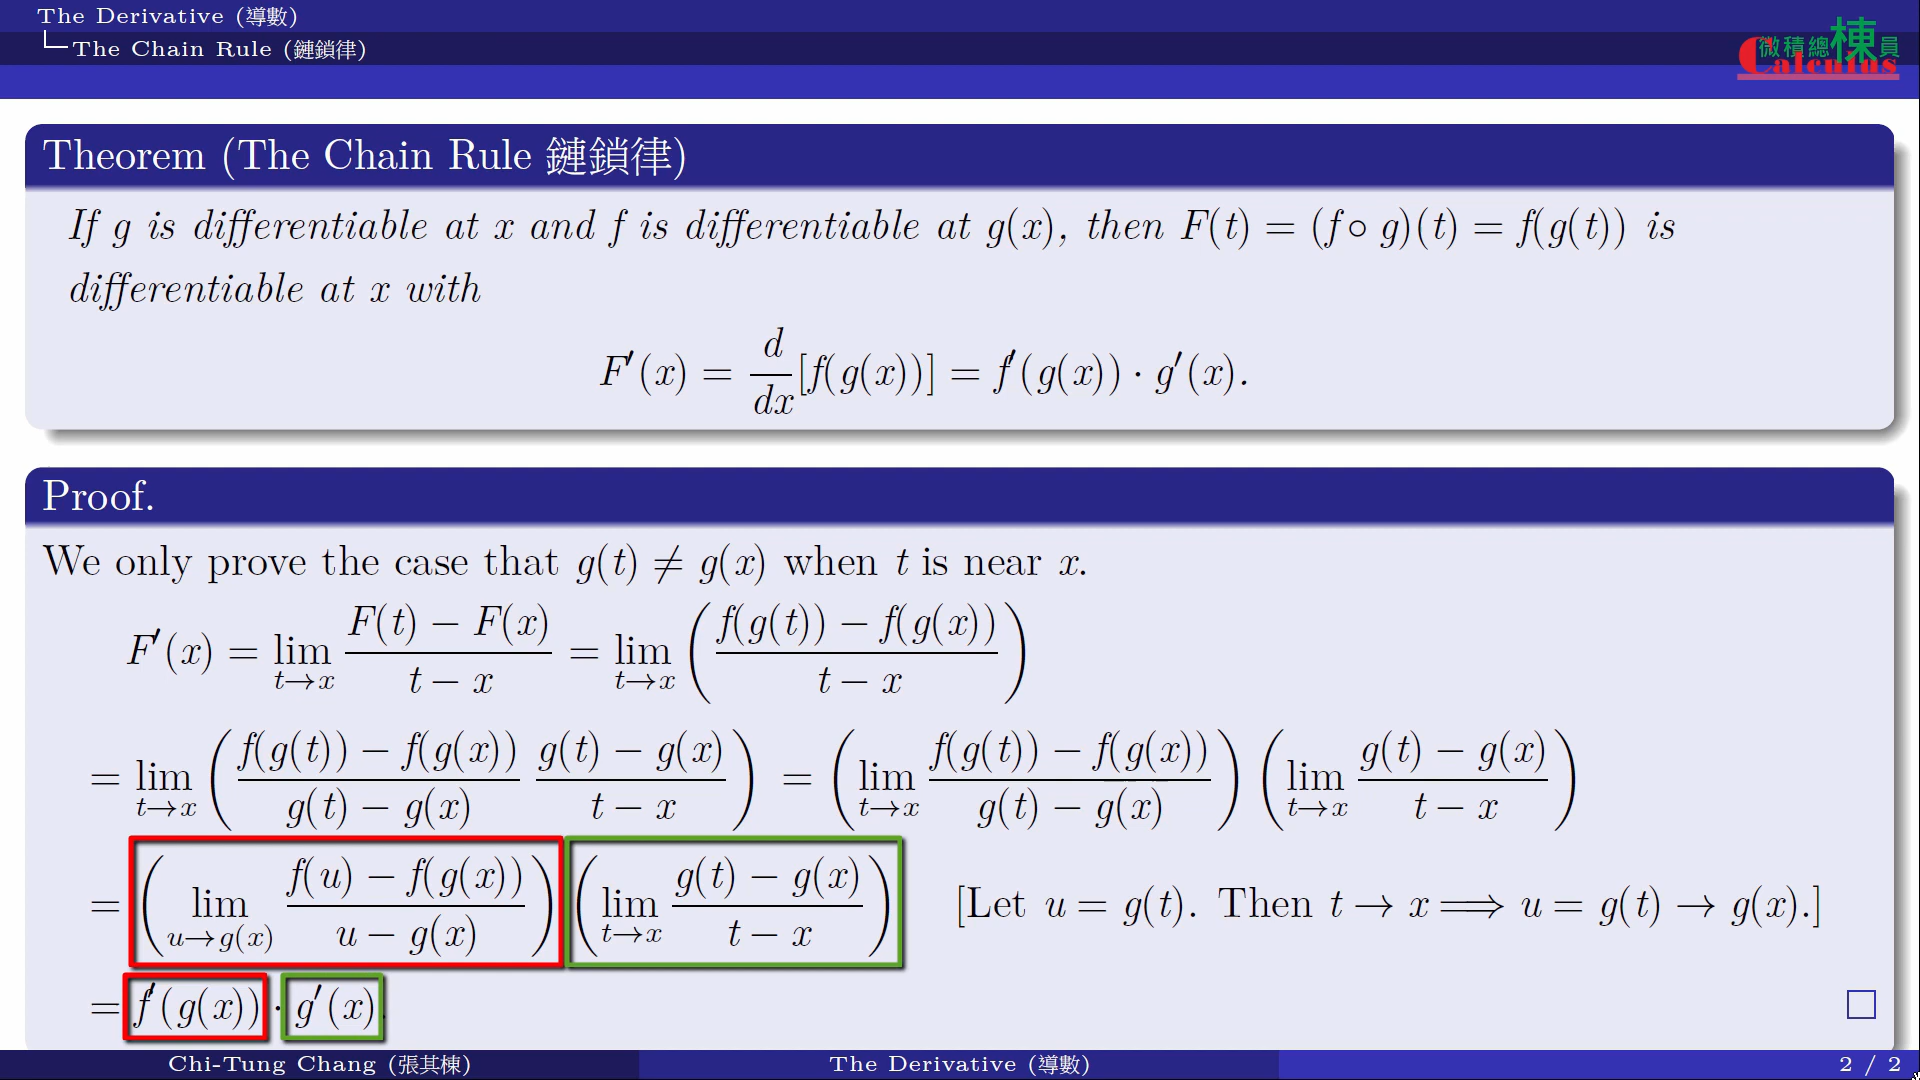 The Derivative (導數)
The Chain Rule (鏈鎖律)
微積總棟員
Calculus
Theorem (The Chain Rule 鏈鎖律)
If g is differentiable at x and f is differentiable at g(x), then F(t) = (f ∘ g)(t) = f(g(t)) is
differentiable at x with
F′(x) = d/dx [f(g(x))] = f′(g(x)) · g′(x).
Proof.
We only prove the case that g(t) ≠ g(x) when t is near x.
F′(x) = lim_{t→x} (F(t) − F(x))/(t − x) = lim_{t→x} ( (f(g(t)) − f(g(x)))/(t − x) )
= lim_{t→x} ( (f(g(t)) − f(g(x)))/(g(t) − g(x)) (g(t) − g(x))/(t − x) ) = ( lim_{t→x} (f(g(t)) − f(g(x)))/(g(t) − g(x)) ) ( lim_{t→x} (g(t) − g(x))/(t − x) )
= ( lim_{u→g(x)} (f(u) − f(g(x)))/(u − g(x)) ) ( lim_{t→x} (g(t) − g(x))/(t − x) ) [Let u = g(t). Then t → x ⟹ u = g(t) → g(x).]
= f′(g(x)) · g′(x).
Chi-Tung Chang (張其棟) The Derivative (導數) 2 / 2